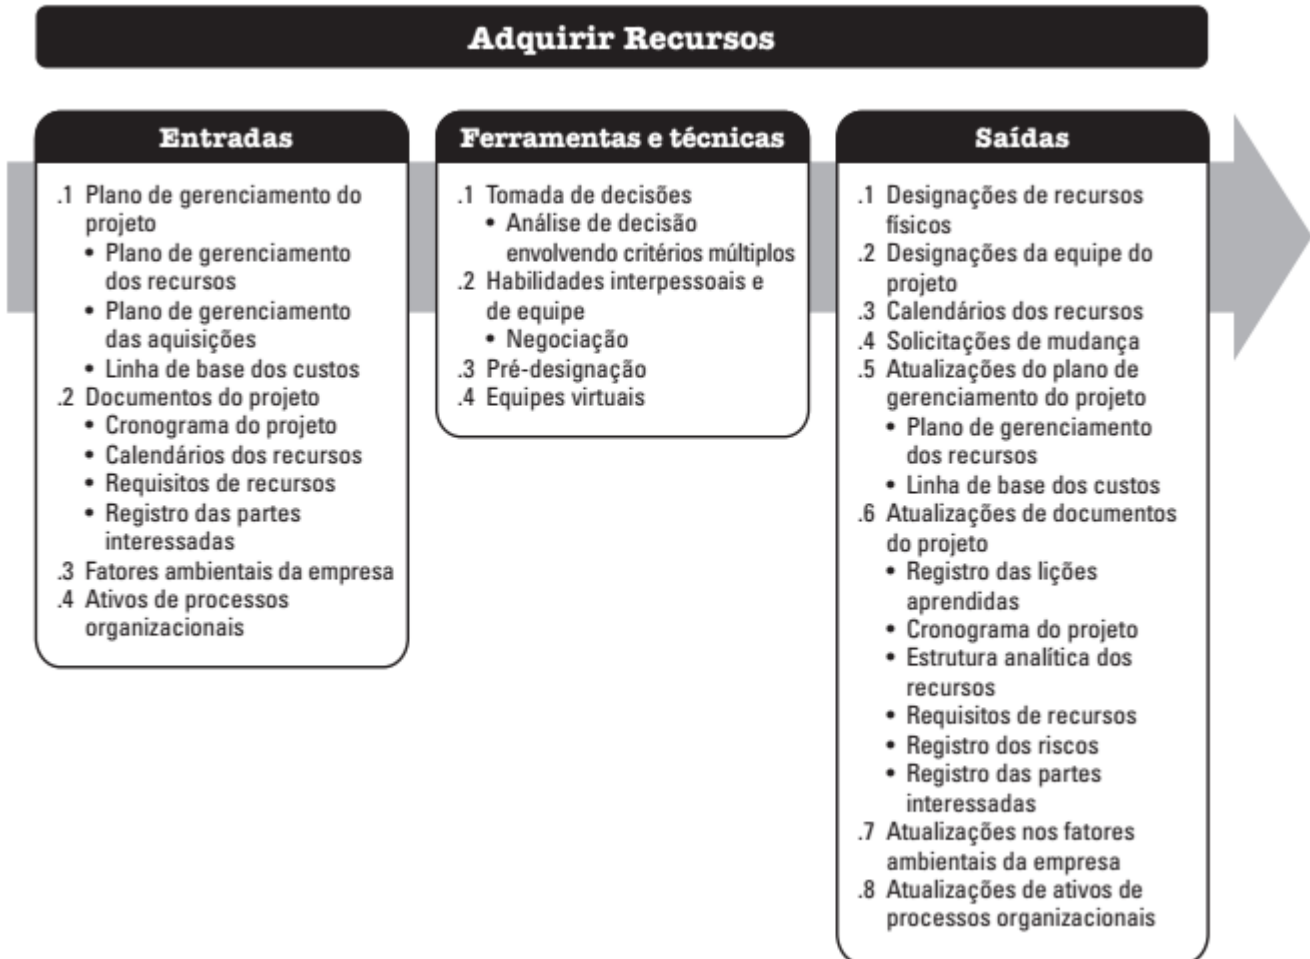 Adquirir Recursos
Entradas
.1 Plano de gerenciamento do
projeto
• Plano de gerenciamento
dos recursos
• Plano de gerenciamento
das aquisições
• Linha de base dos custos
.2 Documentos do projeto
• Cronograma do projeto
• Calendários dos recursos
• Requisitos de recursos
• Registro das partes
interessadas
.3 Fatores ambientais da empresa
.4 Ativos de processos
organizacionais
Ferramentas e técnicas
.1 Tomada de decisões
• Análise de decisão
envolvendo critérios múltiplos
.2 Habilidades interpessoais e
de equipe
• Negociação
.3 Pré-designação
.4 Equipes virtuais
Saídas
.1 Designações de recursos
físicos
.2 Designações da equipe do
projeto
.3 Calendários dos recursos
.4 Solicitações de mudança
.5 Atualizações do plano de
gerenciamento do projeto
• Plano de gerenciamento
dos recursos
• Linha de base dos custos
.6 Atualizações de documentos
do projeto
• Registro das lições
aprendidas
• Cronograma do projeto
• Estrutura analítica dos
recursos
• Requisitos de recursos
• Registro dos riscos
• Registro das partes
interessadas
.7 Atualizações nos fatores
ambientais da empresa
.8 Atualizações de ativos de
processos organizacionais